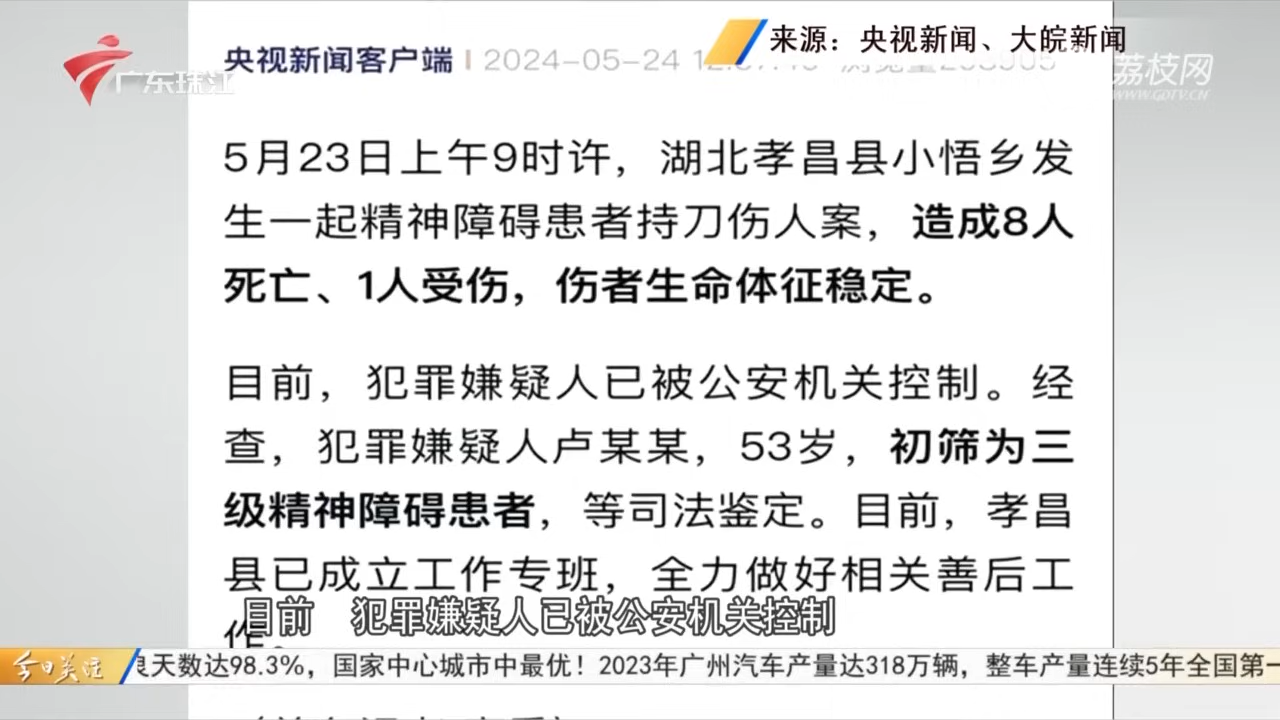 来源：央视新闻、大皖新闻
央视新闻客户端 | 2024-05-24
广东珠江
荔枝网
WWW.GDTV.CN
5月23日上午9时许，湖北孝昌县小悟乡发
生一起精神障碍患者持刀伤人案，造成8人
死亡、1人受伤，伤者生命体征稳定。
目前，犯罪嫌疑人已被公安机关控制。经
查，犯罪嫌疑人卢某某，53岁，初筛为三
级精神障碍患者，等司法鉴定。目前，孝昌
县已成立工作专班，全力做好相关善后工
作。
目前 犯罪嫌疑人已被公安机关控制
今日关注
良天数达98.3%，国家中心城市中最优！2023年广州汽车产量达318万辆，整车产量连续5年全国第一